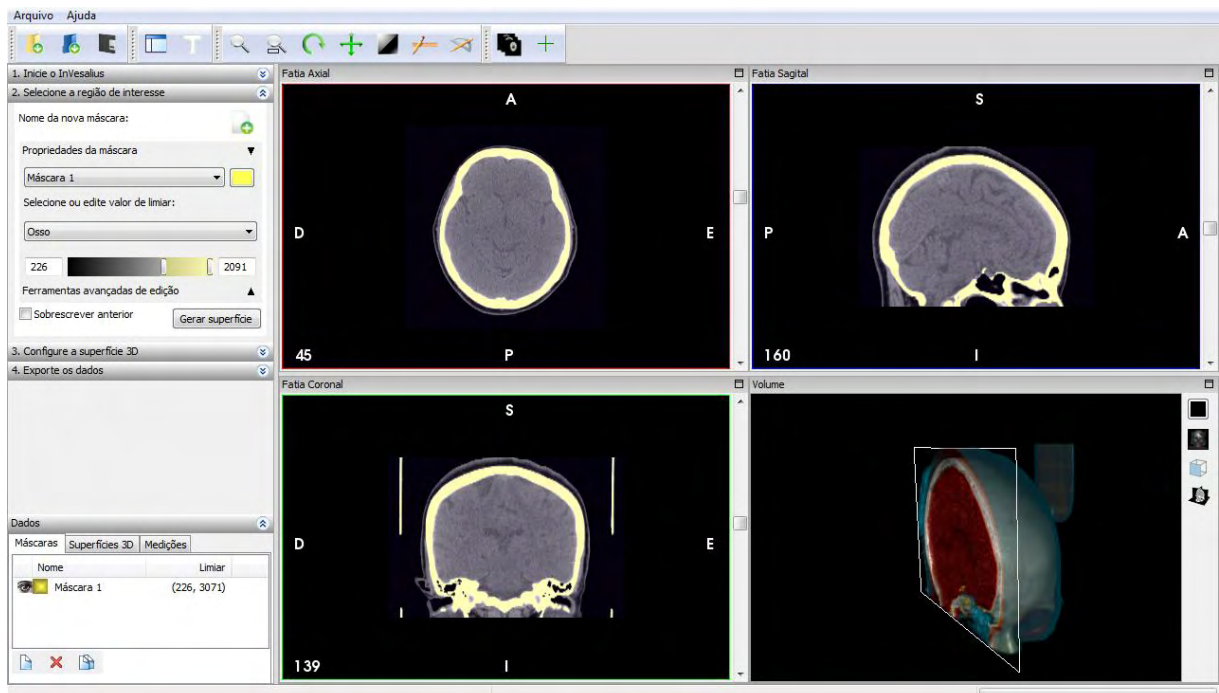 Arquivo Ajuda
1. Inicie o InVesalius
2. Selecione a região de interesse
Nome da nova máscara:
Propriedades da máscara
Máscara 1
Selecione ou edite valor de limiar:
Osso
226 2091
Ferramentas avançadas de edição
Sobrescrever anterior Gerar superfície
3. Configure a superfície 3D
4. Exporte os dados
Dados
Máscaras Superfícies 3D Medições
Nome Limiar
Máscara 1 (226, 3071)
Fatia Axial
A
D E
45 P
Fatia Sagital
S
P A
160 I
Fatia Coronal
S
D E
139 I
Volume